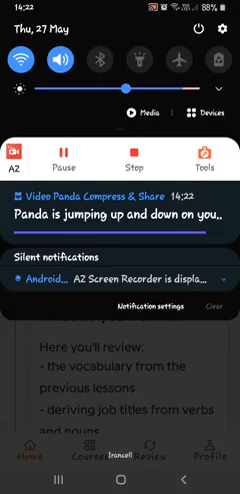 14:22
88%
Thu, 27 May
Media
Devices
AZ
Pause
Stop
Tools
Video Panda Compress & Share 14:22
Panda is jumping up and down on you..
Silent notifications
Android... AZ Screen Recorder is displa...
Notification settings
Clear
Here you'll review:
- the vocabulary from the
previous lessons
- deriving job titles from verbs
and nouns
Home
Courses
Review
Profile
Irancell